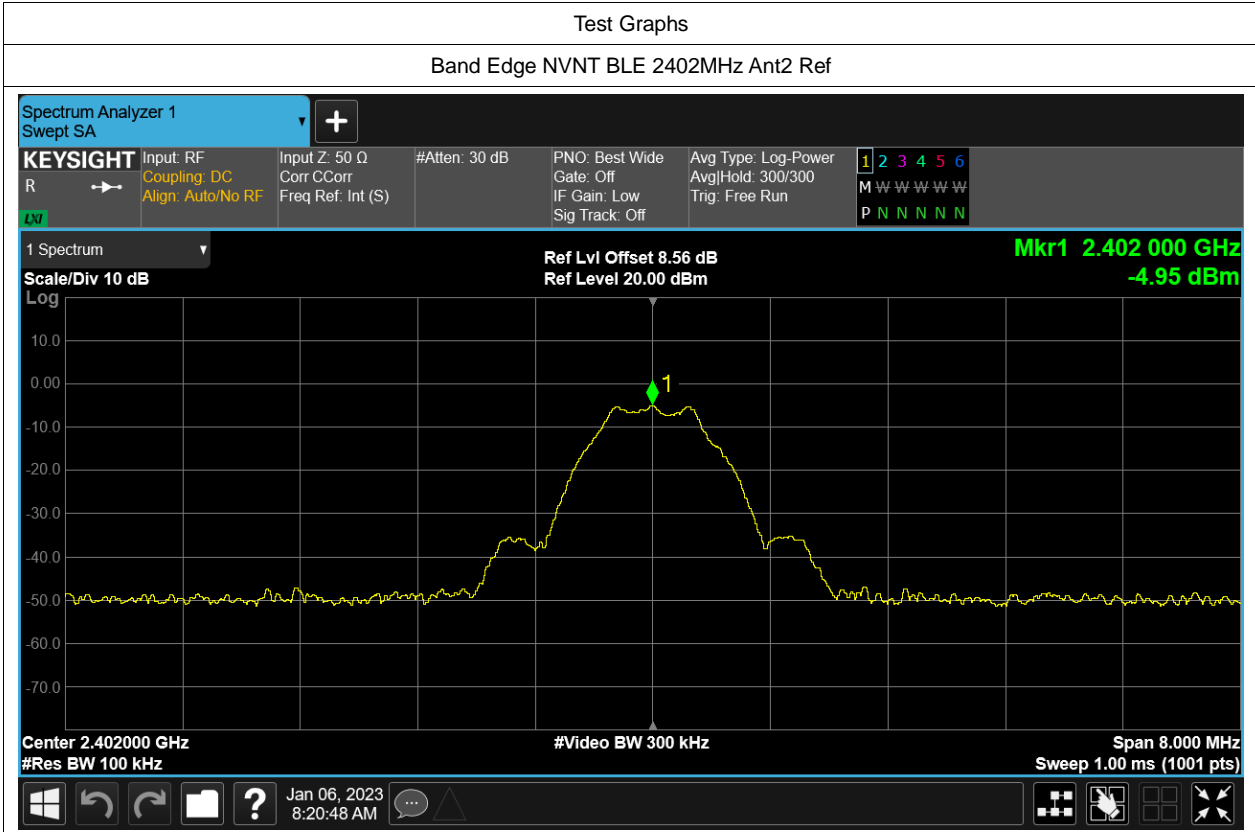 Test Graphs
Band Edge NVNT BLE 2402MHz Ant2 Ref
Spectrum Analyzer 1
Swept SA
KEYSIGHT
R
LXI
Input: RF
Coupling: DC
Align: Auto/No RF
Input Z: 50 Ω
Corr CCorr
Freq Ref: Int (S)
#Atten: 30 dB
PNO: Best Wide
Gate: Off
IF Gain: Low
Sig Track: Off
Avg Type: Log-Power
Avg|Hold: 300/300
Trig: Free Run
1 2 3 4 5 6
M W W W W W
P N N N N N
1 Spectrum
Scale/Div 10 dB
Ref Lvl Offset 8.56 dB
Ref Level 20.00 dBm
Mkr1 2.402 000 GHz
-4.95 dBm
Log
10.0
0.00
-10.0
-20.0
-30.0
-40.0
-50.0
-60.0
-70.0
1
Center 2.402000 GHz
#Video BW 300 kHz
Span 8.000 MHz
#Res BW 100 kHz
Sweep 1.00 ms (1001 pts)
?
Jan 06, 2023
8:20:48 AM